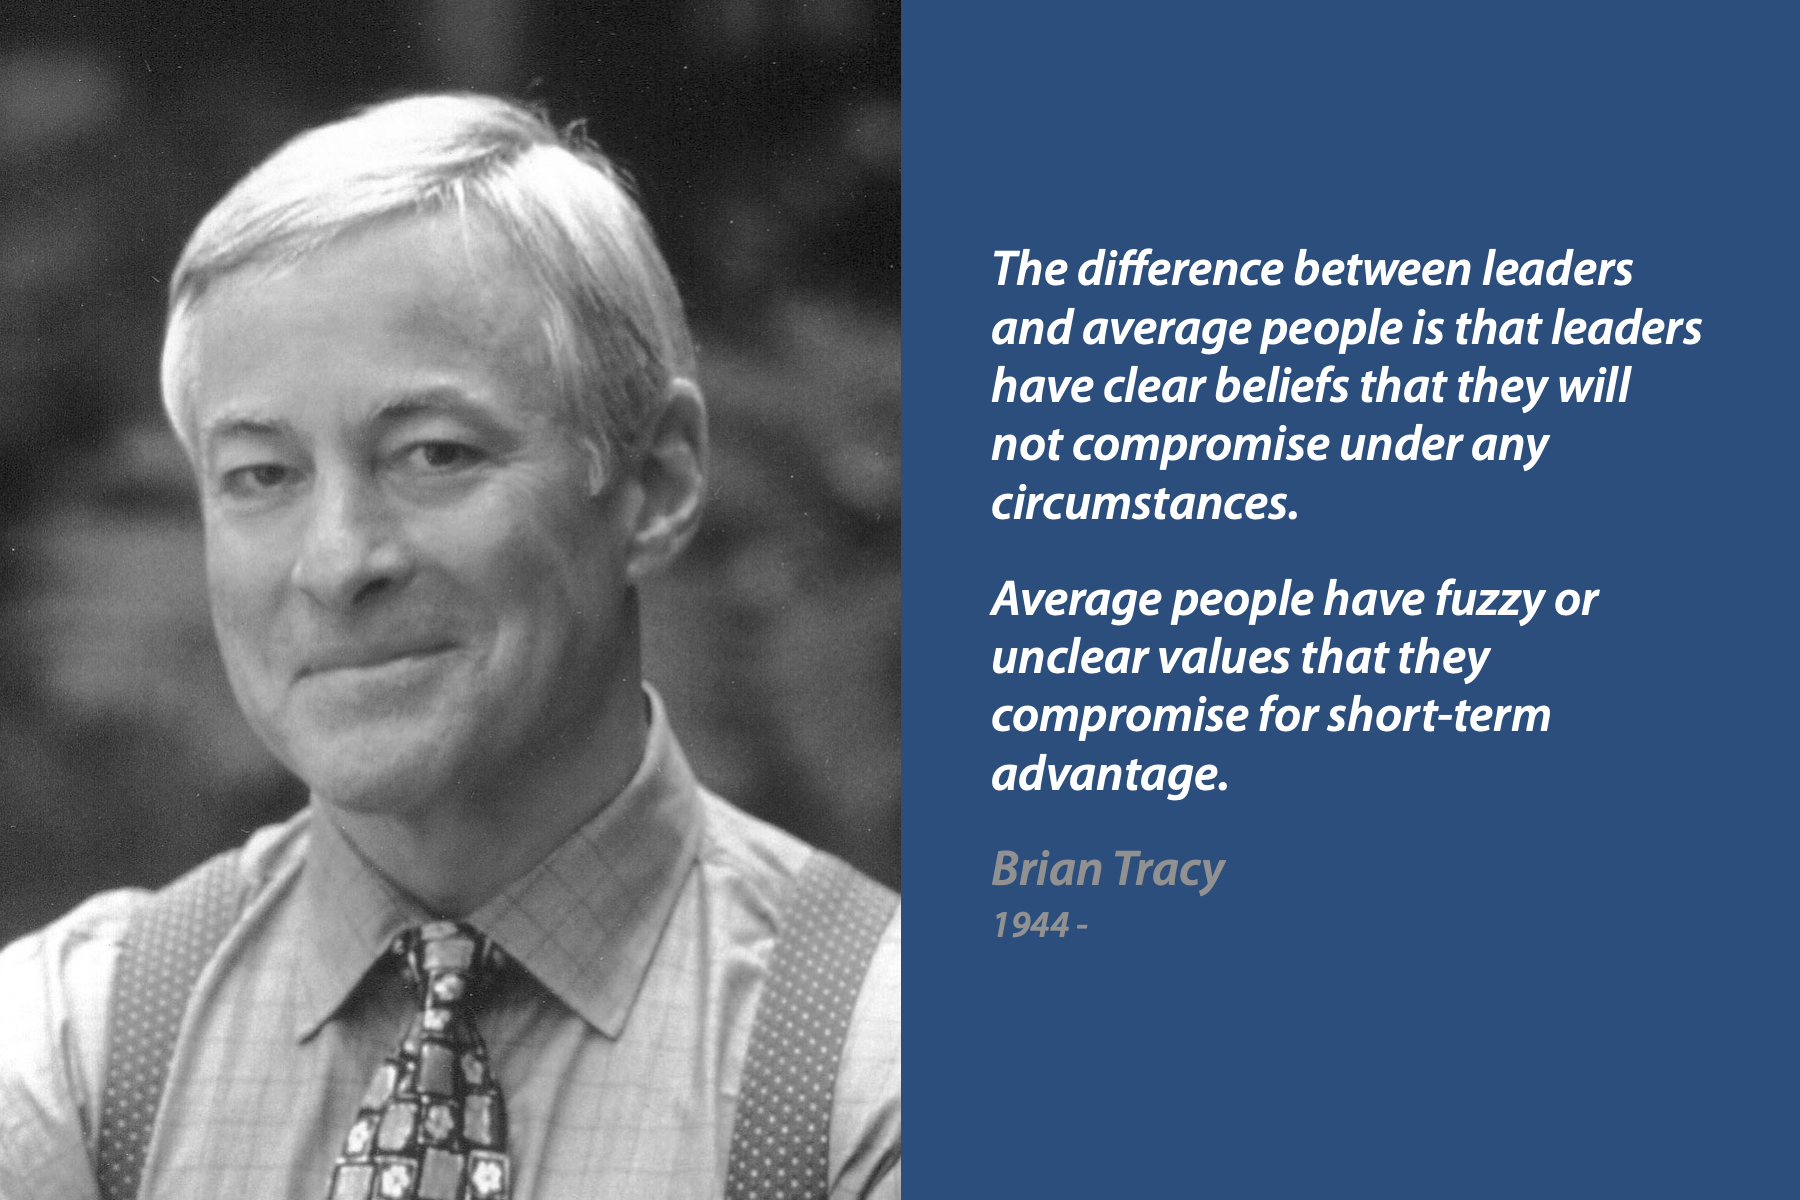 The difference between leaders
and average people is that leaders
have clear beliefs that they will
not compromise under any
circumstances.
Average people have fuzzy or
unclear values that they
compromise for short-term
advantage.
Brian Tracy
1944 -